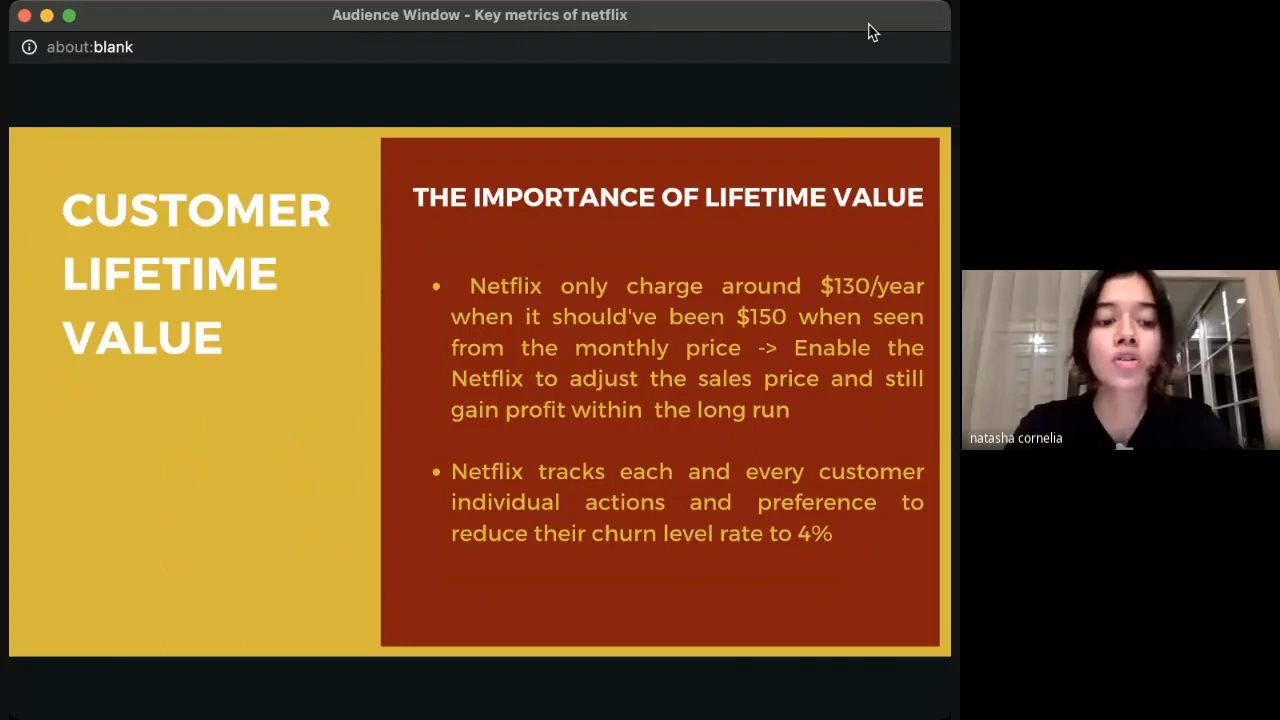 Audience Window - Key metrics of netflix
about:blank
CUSTOMER
LIFETIME
VALUE
THE IMPORTANCE OF LIFETIME VALUE
• Netflix only charge around $130/year
when it should've been $150 when seen
from the monthly price -> Enable the
Netflix to adjust the sales price and still
gain profit within the long run
• Netflix tracks each and every customer
individual actions and preference to
reduce their churn level rate to 4%
natasha cornelia